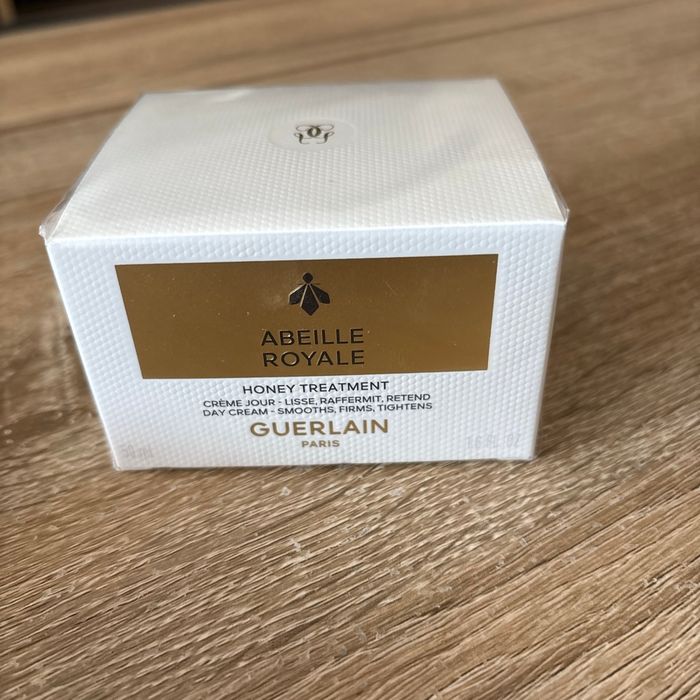 ABEILLE
ROYALE
HONEY TREATMENT
CRÈME JOUR - LISSE, RAFFERMIT, RETEND
DAY CREAM - SMOOTHS, FIRMS, TIGHTENS
GUERLAIN
PARIS